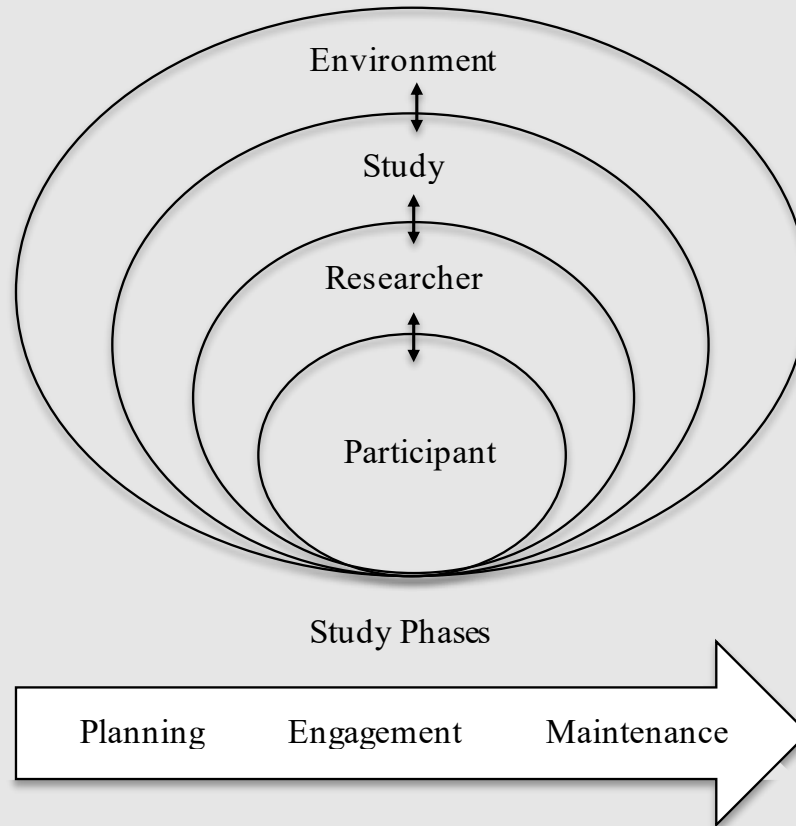 Environment
Study
Researcher
Participant
Study Phases
Planning Engagement Maintenance